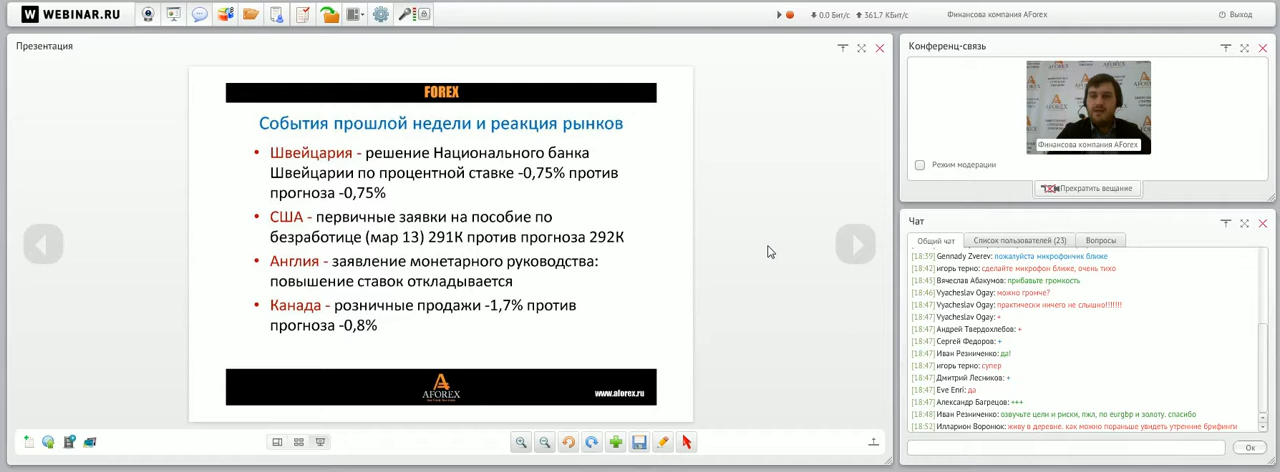 WEBINAR.RU
0.0 Бит/с
361.7 КБит/с
Финансова компания AForex
Выход
Презентация
FOREX
События прошлой недели и реакция рынков
• Швейцария - решение Национального банка
Швейцарии по процентной ставке -0,75% против
прогноза -0,75%
• США - первичные заявки на пособие по
безработице (мар 13) 291К против прогноза 292К
• Англия - заявление монетарного руководства:
повышение ставок откладывается
• Канада - розничные продажи -1,7% против
прогноза -0,8%
AFOREX
www.aforex.ru
Конференц-связь
Финансова компания AForex
Режим модерации
Прекратить вещание
Чат
Общий чат
Список пользователей (23)
Вопросы
[18:39] Gennady Zverev: пожалуйста микрофончик ближе
[18:42] игорь терно: сделайте микрофон ближе, очень тихо
[18:43] Вячеслав Абакумов: прибавьте громкость
[18:46] Vyacheslav Ogay: можно громче?
[18:47] Vyacheslav Ogay: практически ничего не слышно!!!!!!!
[18:47] Vyacheslav Ogay: +
[18:47] Андрей Твердохлебов: +
[18:47] Сергей Федоров: +
[18:47] Иван Резниченко: да!
[18:47] игорь терно: супер
[18:47] Дмитрий Лесников: +
[18:47] Eve Enri: да
[18:47] Александр Багрецов: +++
[18:48] Иван Резниченко: озвучьте цели и риски, пжл, по eurgbp и золоту. спасибо
[18:52] Илларион Воронюк: живу в деревне. как можно пораньше увидеть утренние брифинги
Ок